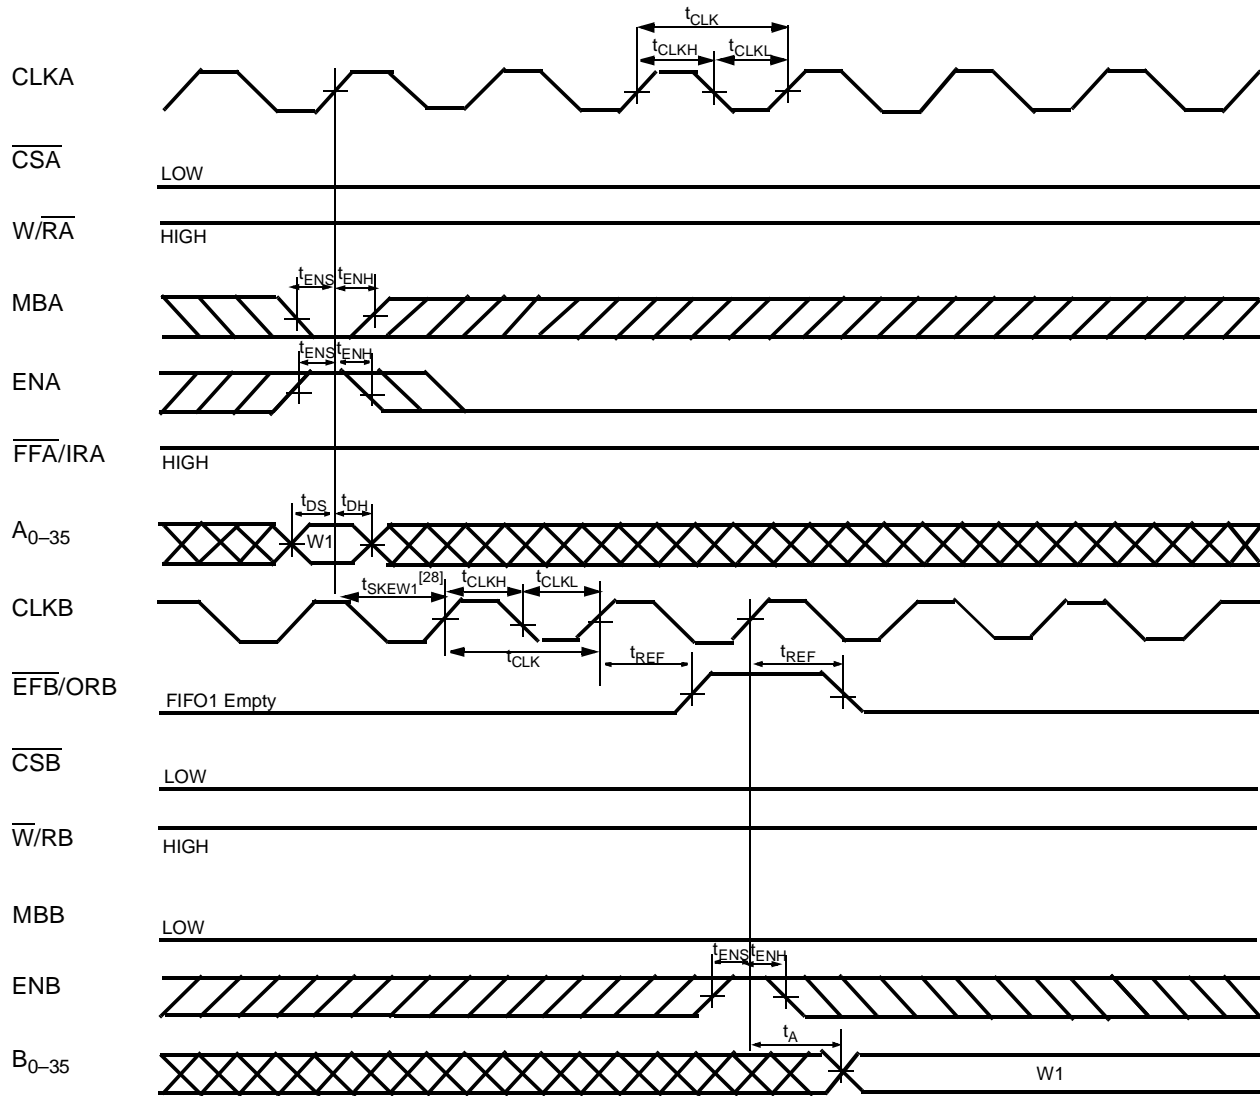 tCLK
tCLKH tCLKL
CLKA
CSA
LOW
W/RA
HIGH
tENS tENH
MBA
tENS tENH
ENA
FFA/IRA
HIGH
tDS tDH
A0–35
W1
tSKEW1[28] tCLKH tCLKL
CLKB
tCLK tREF tREF
EFB/ORB
FIFO1 Empty
CSB
LOW
W/RB
HIGH
MBB
LOW
tENS tENH
ENB
tA
B0–35
W1